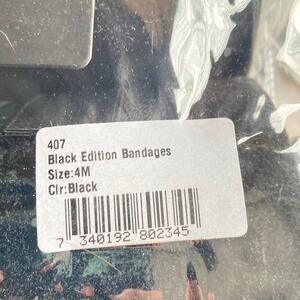 407
Black Edition Bandages
Size:4M
Clr:Black
7 340192 802345